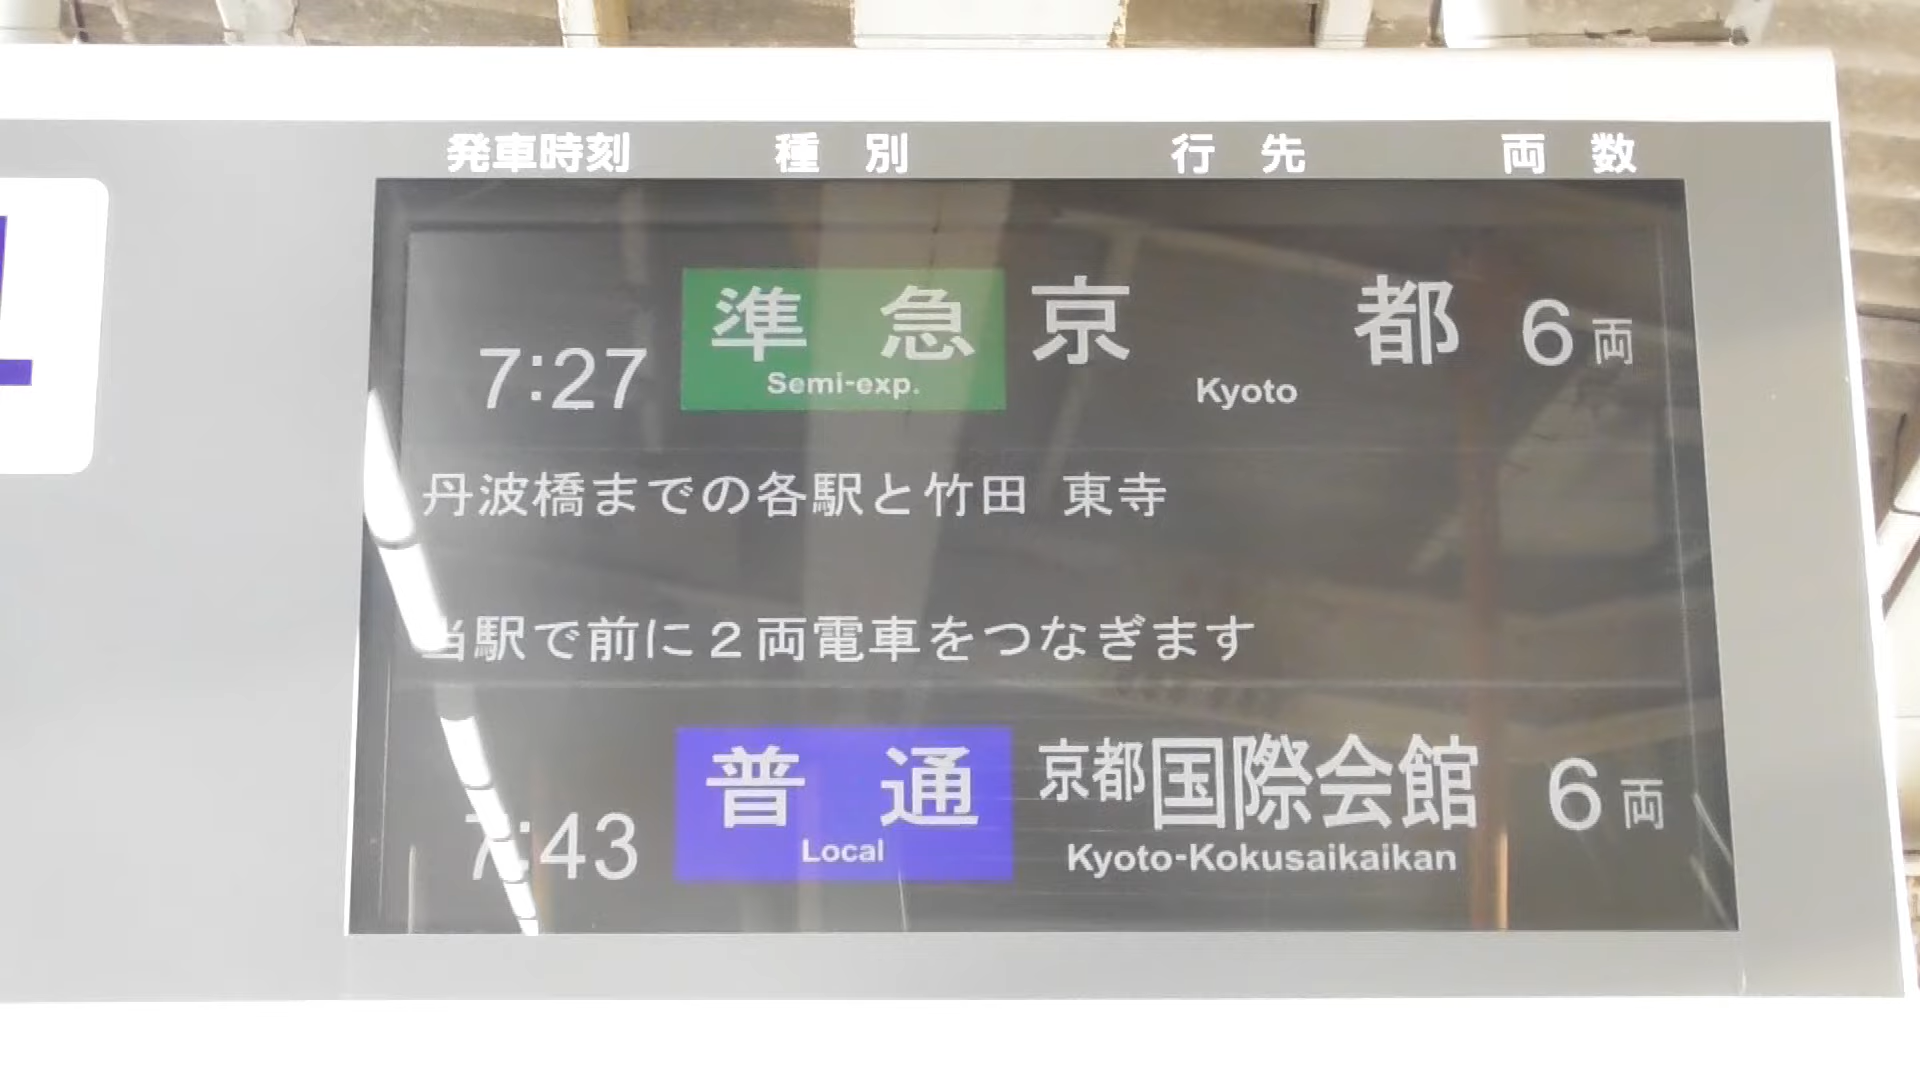 発車時刻 種別 行先 両数
7:27 準急 京都 6両
Semi-exp. Kyoto
丹波橋までの各駅と竹田 東寺
当駅で前に2両電車をつなぎます
7:43 普通 京都国際会館 6両
Local Kyoto-Kokusaikaikan